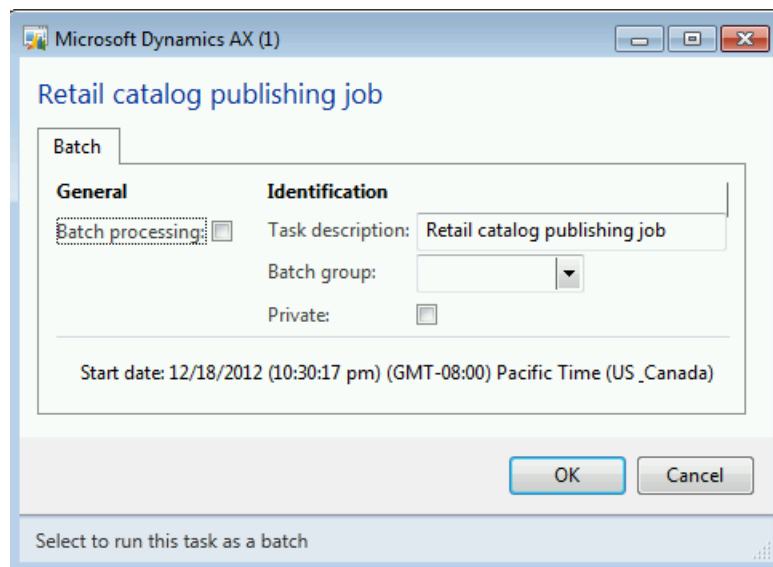 Microsoft Dynamics AX (1)
Retail catalog publishing job
Batch
General
Identification
Batch processing:
Task description: Retail catalog publishing job
Batch group:
Private:
Start date: 12/18/2012 (10:30:17 pm) (GMT-08:00) Pacific Time (US _Canada)
OK
Cancel
Select to run this task as a batch